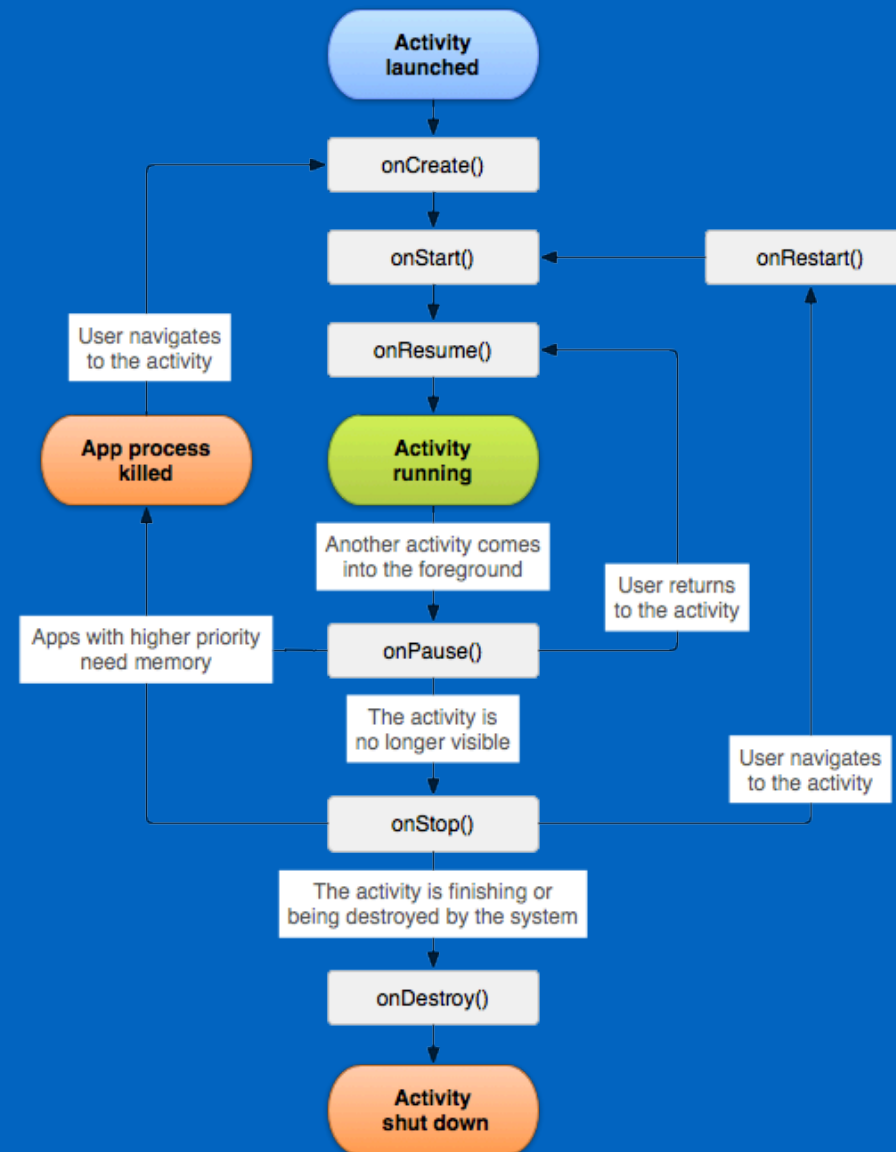 Activity
launched
onCreate()
onStart()
onRestart()
User navigates
to the activity
onResume()
App process
killed
Activity
running
Another activity comes
into the foreground
User returns
to the activity
Apps with higher priority
need memory
onPause()
The activity is
no longer visible
User navigates
to the activity
onStop()
The activity is finishing or
being destroyed by the system
onDestroy()
Activity
shut down